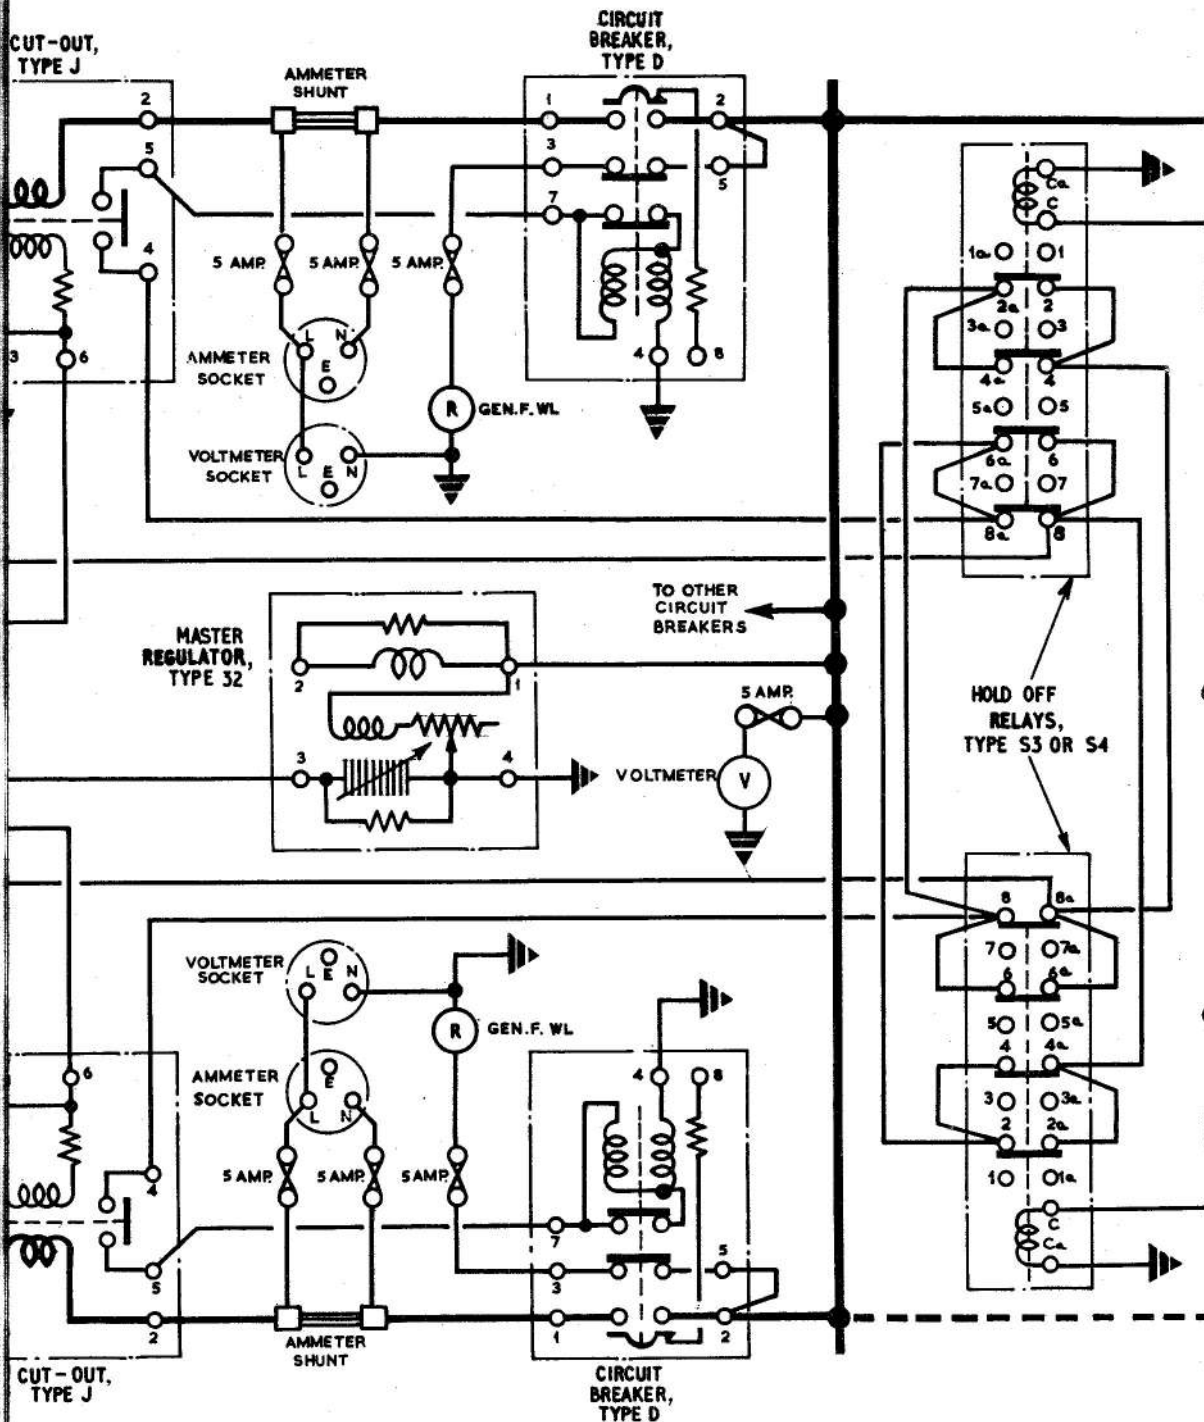 CUT-OUT,
TYPE J
CIRCUIT
BREAKER,
TYPE D
AMMETER
SHUNT
2
5
4
3
6
1
2
3
5
7
4
8
5 AMP.
5 AMP.
5 AMP.
L
N
E
AMMETER
SOCKET
R
GEN.F. WL
VOLTMETER
SOCKET
L
E
N
Ca
C
1a
1
2a
2
3a
3
4a
4
5a
5
6a
6
7a
7
8a
8
TO OTHER
CIRCUIT
BREAKERS
MASTER
REGULATOR,
TYPE 32
2
1
3
4
5 AMP.
VOLTMETER
V
HOLD OFF
RELAYS,
TYPE S3 OR S4
8
8a
7
7a
6
6a
5
5a
4
4a
3
3a
2
2a
1
1a
C
Ca
VOLTMETER
SOCKET
L
E
N
R
GEN.F. WL
AMMETER
SOCKET
E
L
N
6
4
5
2
5 AMP.
5 AMP.
5 AMP.
4
8
7
3
5
1
2
AMMETER
SHUNT
CUT-OUT,
TYPE J
CIRCUIT
BREAKER,
TYPE D